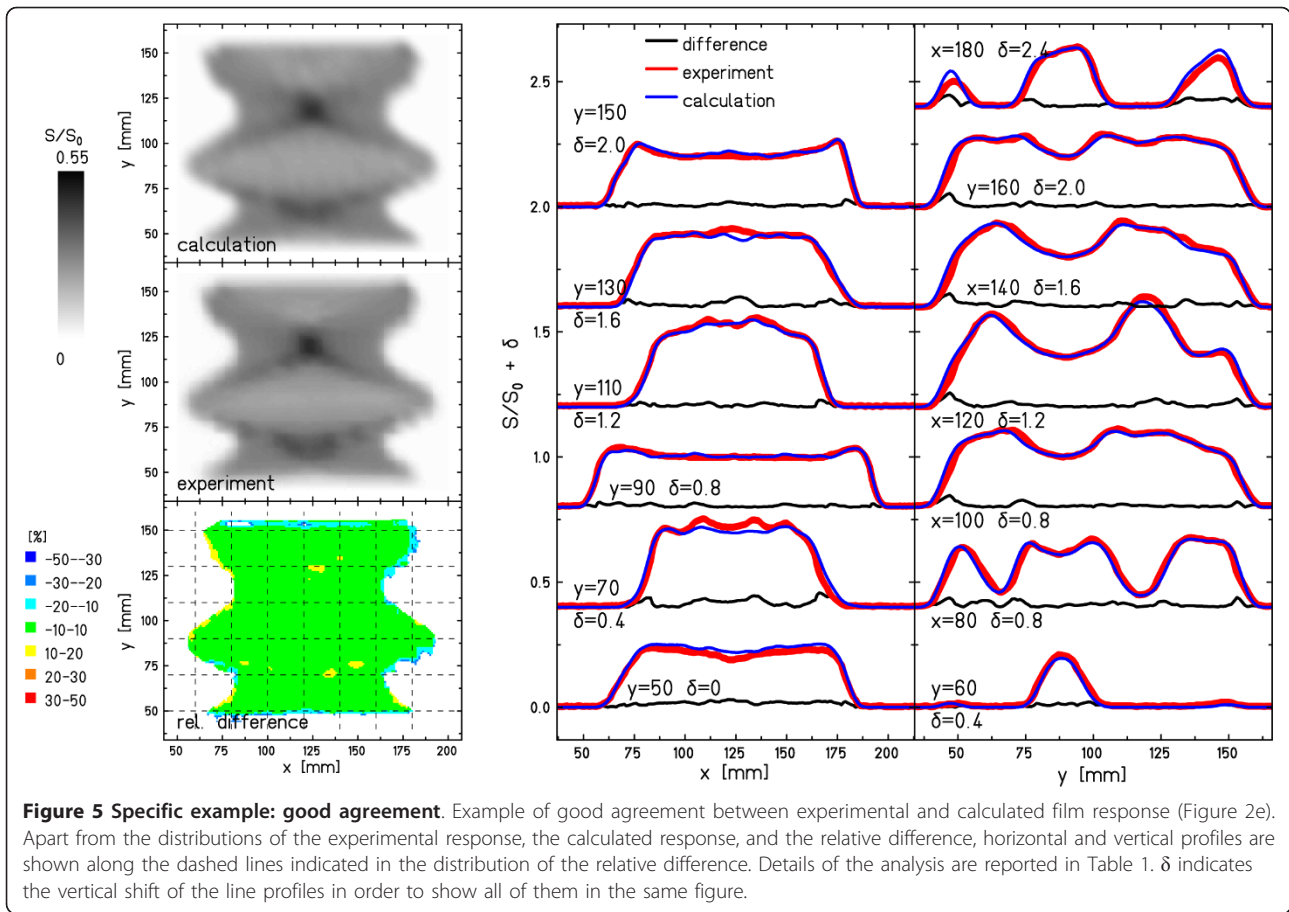 S/S0
0.55
0
150
125
100
75
50
y [mm]
calculation
150
125
100
75
50
y [mm]
experiment
[%]
-50--30
-30--20
-20--10
-10-10
10-20
20-30
30-50
150
125
100
75
50
y [mm]
rel. difference
50 75 100 125 150 175 200
x [mm]
difference
experiment
calculation
2.5
2.0
1.5
1.0
0.5
0.0
S/S0 + δ
y=150
δ=2.0
y=130
δ=1.6
y=110
δ=1.2
y=90 δ=0.8
y=70
δ=0.4
y=50 δ=0
50 75 100 125 150 175 200
x [mm]
x=180 δ=2.4
y=160 δ=2.0
x=140 δ=1.6
x=120 δ=1.2
x=100 δ=0.8
x=80 δ=0.8
y=60
δ=0.4
50 75 100 125 150
y [mm]
Figure 5 Specific example: good agreement. Example of good agreement between experimental and calculated film response (Figure 2e).
Apart from the distributions of the experimental response, the calculated response, and the relative difference, horizontal and vertical profiles are
shown along the dashed lines indicated in the distribution of the relative difference. Details of the analysis are reported in Table 1. δ indicates
the vertical shift of the line profiles in order to show all of them in the same figure.